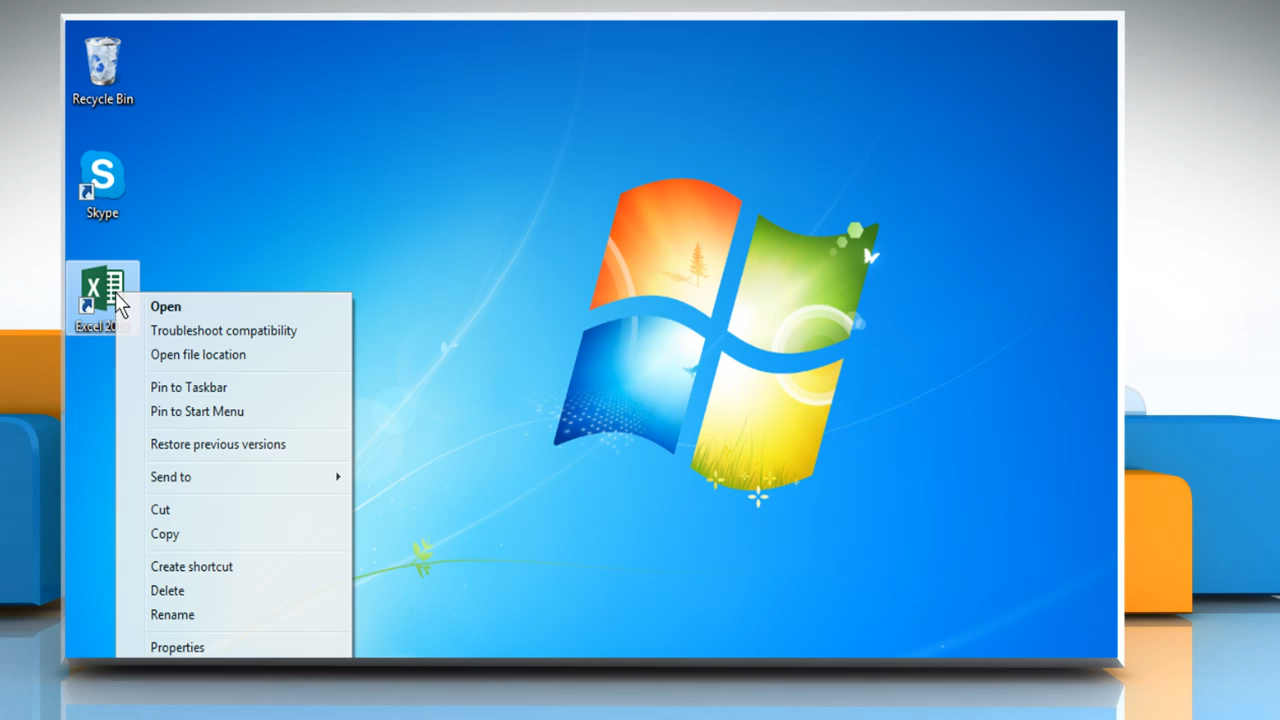 Recycle Bin
S
Skype
X
Excel
Open
Troubleshoot compatibility
Open file location
Pin to Taskbar
Pin to Start Menu
Restore previous versions
Send to
Cut
Copy
Create shortcut
Delete
Rename
Properties